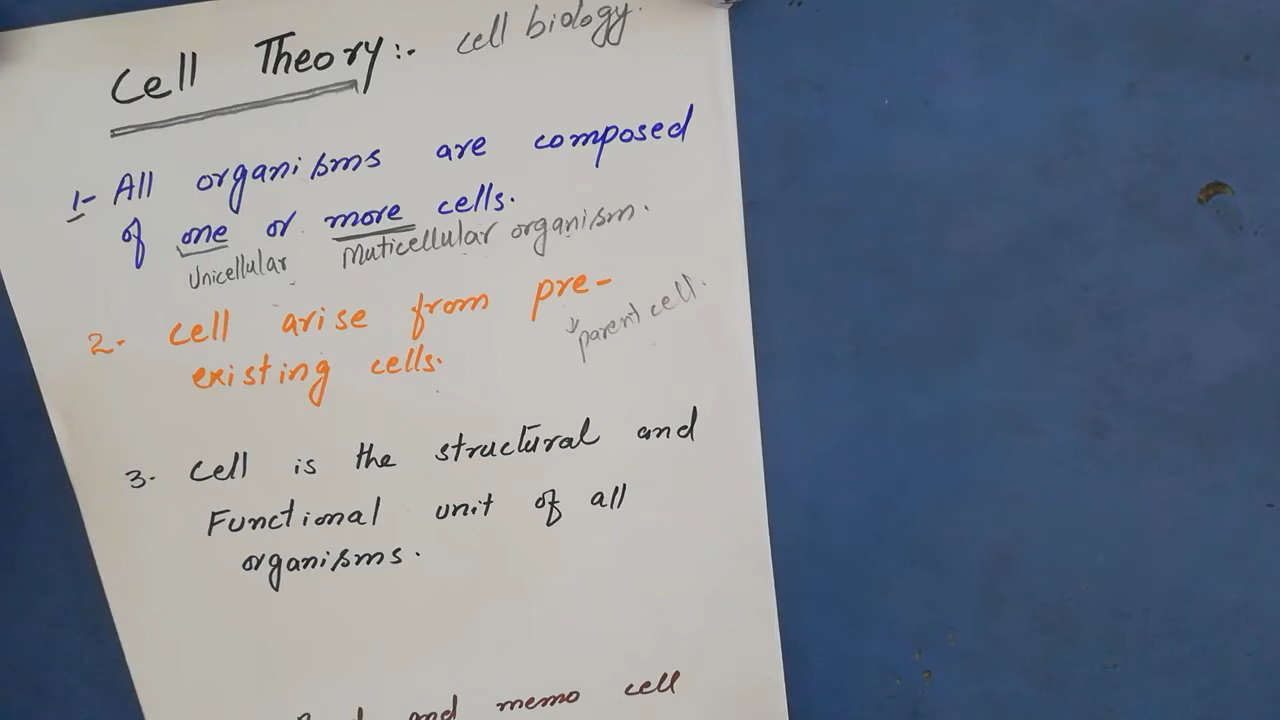 Cell Theory:- cell biology.
1- All organisms are composed
of one or more cells.
Unicellular Muticellular organism.
2- cell arise from pre-
existing cells.
parent cell.
3- cell is the structural and
Functional unit of all
organisms.
and memo cell